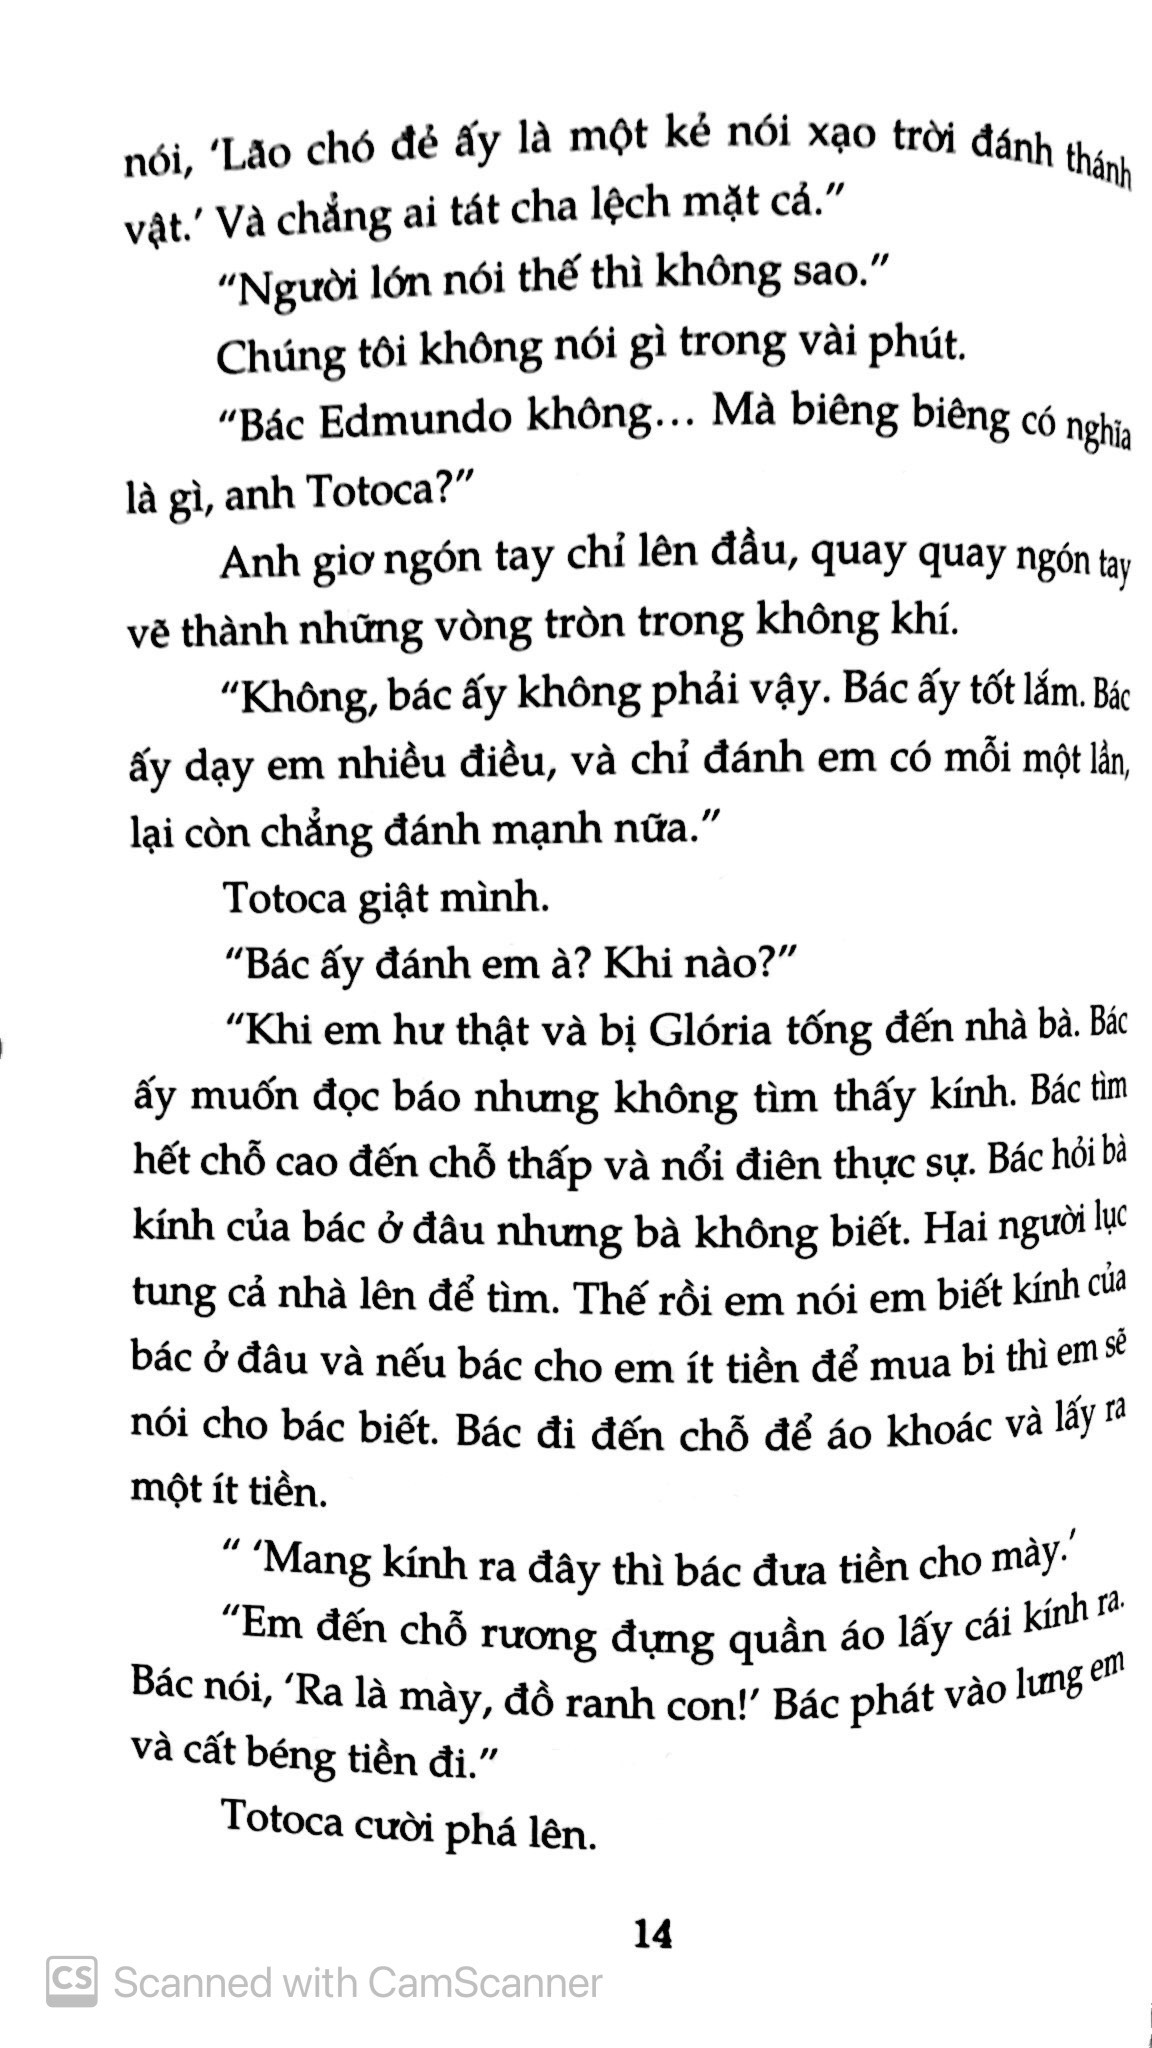 nói, ‘Lão chó đẻ ấy là một kẻ nói xạo trời đánh thánh
vật.’ Và chẳng ai tát cha lệch mặt cả.”
“Người lớn nói thế thì không sao.”
Chúng tôi không nói gì trong vài phút.
“Bác Edmundo không... Mà biêng biêng có nghĩa
là gì, anh Totoca?”
Anh giơ ngón tay chỉ lên đầu, quay quay ngón tay
vẽ thành những vòng tròn trong không khí.
“Không, bác ấy không phải vậy. Bác ấy tốt lắm. Bác
ấy dạy em nhiều điều, và chỉ đánh em có mỗi một lần,
lại còn chẳng đánh mạnh nữa.”
Totoca giật mình.
“Bác ấy đánh em à? Khi nào?”
“Khi em hư thật và bị Glória tống đến nhà bà. Bác
ấy muốn đọc báo nhưng không tìm thấy kính. Bác tìm
hết chỗ cao đến chỗ thấp và nổi điên thực sự. Bác hỏi bà
kính của bác ở đâu nhưng bà không biết. Hai người lục
tung cả nhà lên để tìm. Thế rồi em nói em biết kính của
bác ở đâu và nếu bác cho em ít tiền để mua bi thì em sẽ
nói cho bác biết. Bác đi đến chỗ để áo khoác và lấy ra
một ít tiền.
“ ‘Mang kính ra đây thì bác đưa tiền cho mày.’
“Em đến chỗ rương đựng quần áo lấy cái kính ra.
Bác nói, ‘Ra là mày, đồ ranh con!’ Bác phát vào lưng em
và cất béng tiền đi.”
Totoca cười phá lên.
14
CS Scanned with CamScanner